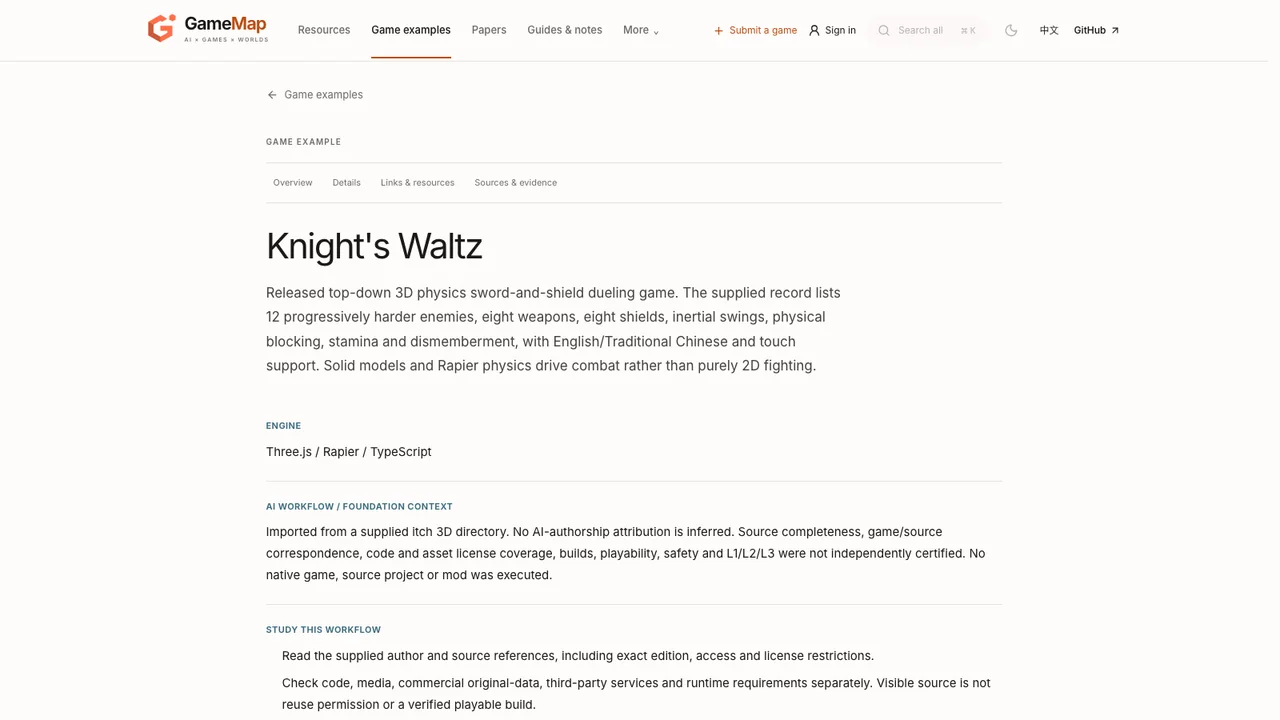 GameMap
AI × GAMES × WORLDS
Resources
Game examples
Papers
Guides & notes
More
Submit a game
Sign in
Search all
⌘ K
中文
GitHub
Game examples
GAME EXAMPLE
Overview
Details
Links & resources
Sources & evidence
Knight's Waltz
Released top-down 3D physics sword-and-shield dueling game. The supplied record lists
12 progressively harder enemies, eight weapons, eight shields, inertial swings, physical
blocking, stamina and dismemberment, with English/Traditional Chinese and touch
support. Solid models and Rapier physics drive combat rather than purely 2D fighting.
ENGINE
Three.js / Rapier / TypeScript
AI WORKFLOW / FOUNDATION CONTEXT
Imported from a supplied itch 3D directory. No AI-authorship attribution is inferred. Source completeness, game/source
correspondence, code and asset license coverage, builds, playability, safety and L1/L2/L3 were not independently certified. No
native game, source project or mod was executed.
STUDY THIS WORKFLOW
Read the supplied author and source references, including exact edition, access and license restrictions.
Check code, media, commercial original-data, third-party services and runtime requirements separately. Visible source is not
reuse permission or a verified playable build.